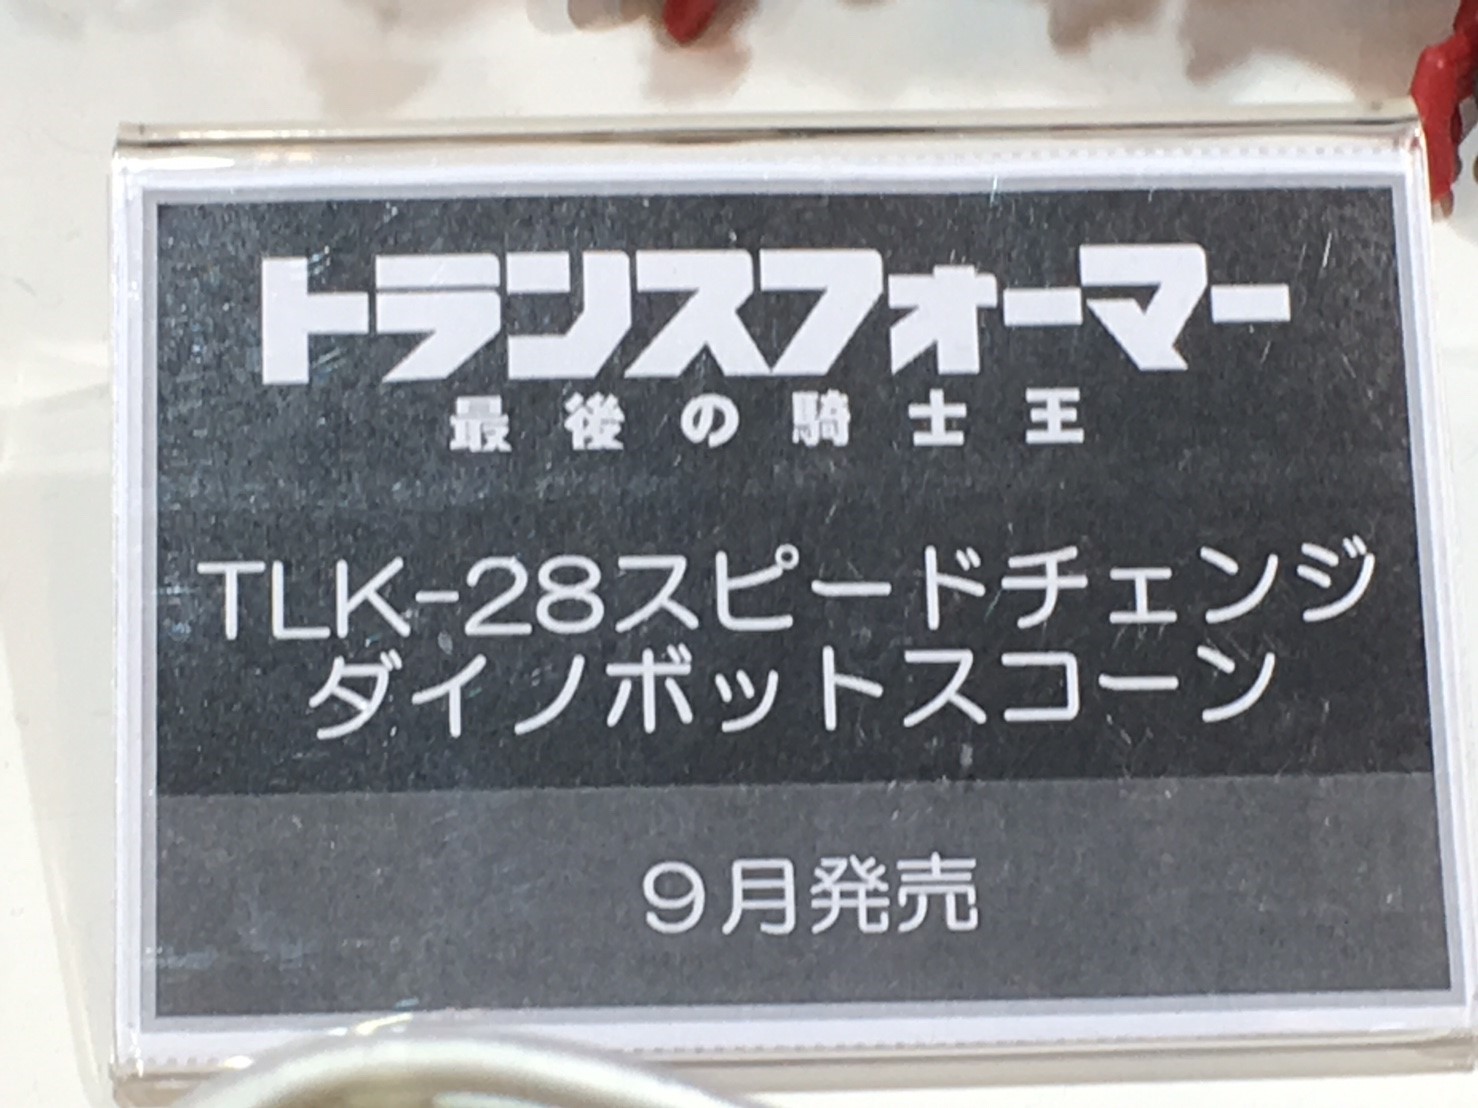 トランスフォーマー
最後の騎士王
TLK-28スピードチェンジ
ダイノボットスコーン
９月発売